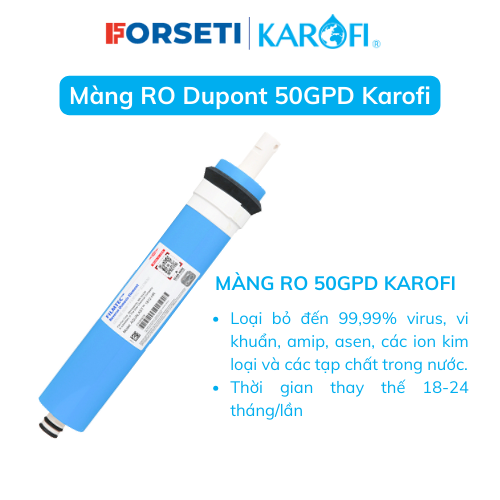 FORSETI KAROFI®
Màng RO Dupont 50GPD Karofi
FILMTEC™
MÀNG RO 50GPD KAROFI
• Loại bỏ đến 99,99% virus, vi
khuẩn, amip, asen, các ion kim
loại và các tạp chất trong nước.
• Thời gian thay thế 18-24
tháng/lần